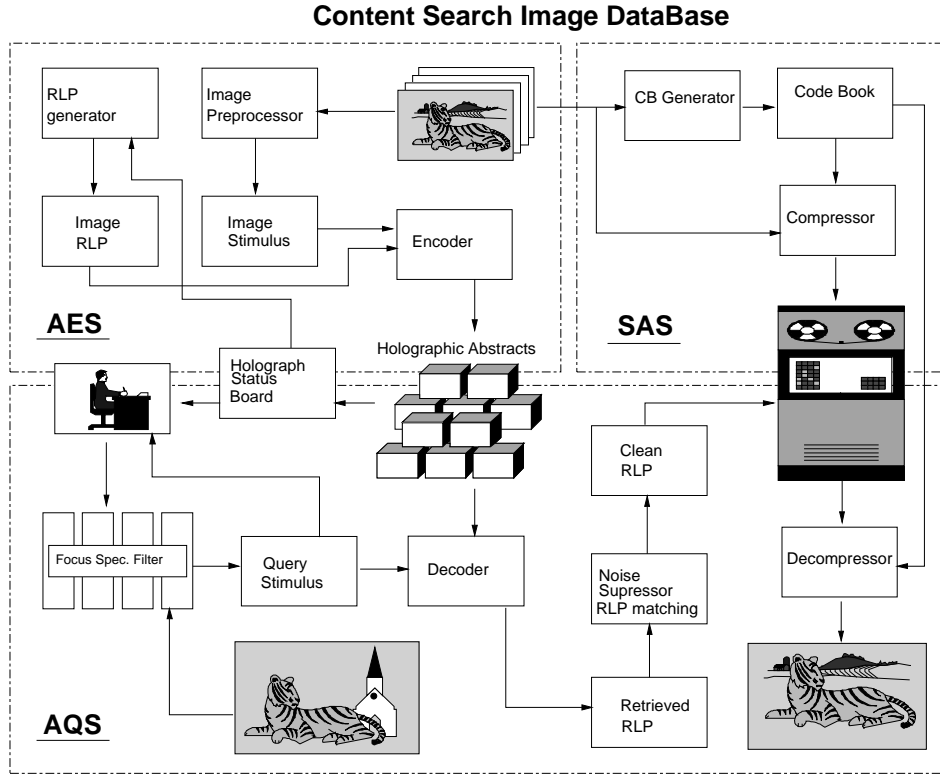 Content Search Image DataBase
RLP
generator
Image
Preprocessor
CB Generator
Code Book
Image
RLP
Image
Stimulus
Encoder
Compressor
AES
SAS
Holographic Abstracts
Holograph
Status
Board
Clean
RLP
Focus Spec. Filter
Query
Stimulus
Decoder
Noise
Supressor
RLP matching
Decompressor
AQS
Retrieved
RLP